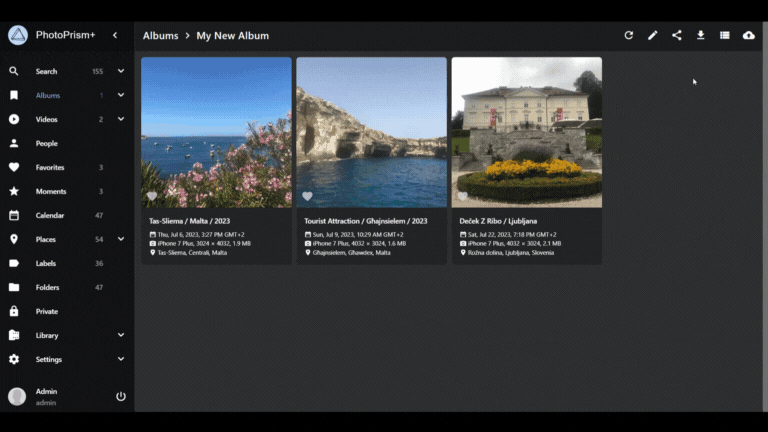 PhotoPrism+
Albums > My New Album
Search 155
Albums 1
Videos 2
People
Favorites 3
Moments 3
Calendar 47
Places 54
Labels 36
Folders 47
Private
Library
Settings
Admin
admin
Tas-Sliema / Malta / 2023
Thu, Jul 6, 2023, 3:27 PM GMT+2
iPhone 7 Plus, 3024 × 4032, 1.9 MB
Tas-Sliema, Ċentrali, Malta
Tourist Attraction / Għajnsielem / 2023
Sun, Jul 9, 2023, 10:29 AM GMT+2
iPhone 7 Plus, 4032 × 3024, 1.6 MB
Għajnsielem, Għawdex, Malta
Deček Z Ribo / Ljubljana
Sat, Jul 22, 2023, 7:18 PM GMT+2
iPhone 7 Plus, 4032 × 3024, 2.1 MB
Rožna dolina, Ljubljana, Slovenia